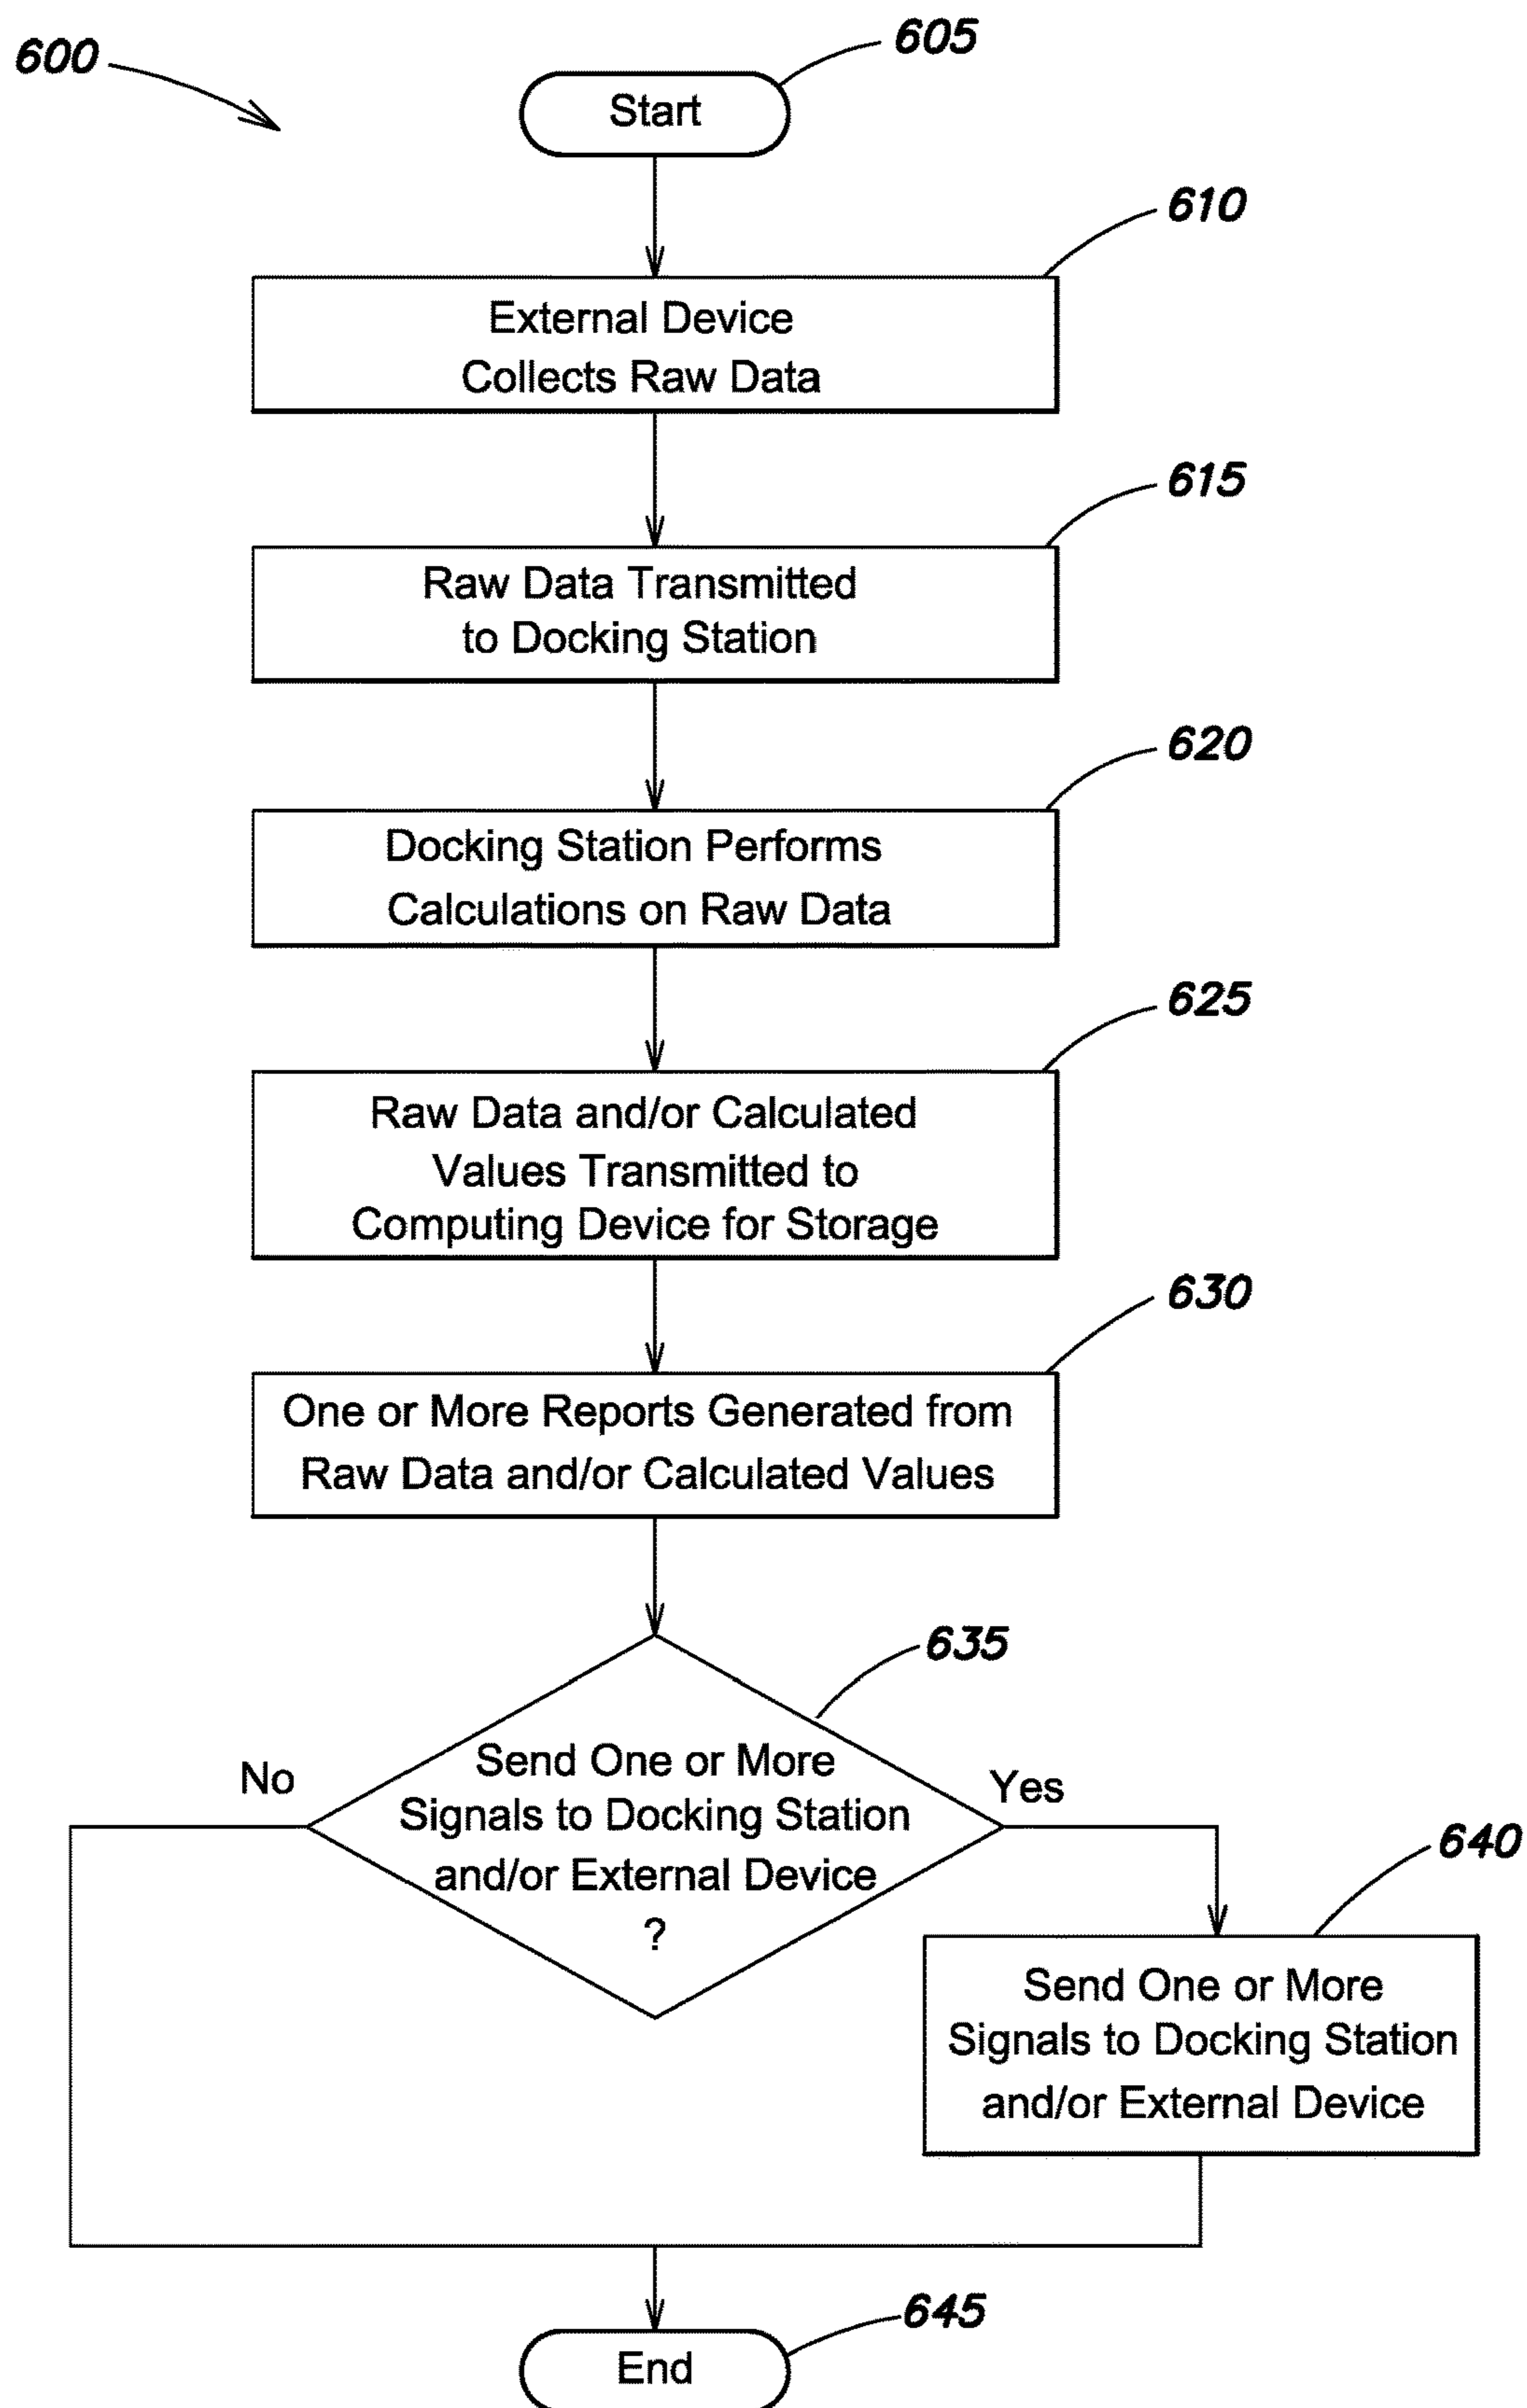 600
605
Start
610
External Device
Collects Raw Data
615
Raw Data Transmitted
to Docking Station
620
Docking Station Performs
Calculations on Raw Data
625
Raw Data and/or Calculated
Values Transmitted to
Computing Device for Storage
630
One or More Reports Generated from
Raw Data and/or Calculated Values
635
Send One or More
Signals to Docking Station
and/or External Device
?
No
Yes
640
Send One or More
Signals to Docking Station
and/or External Device
645
End